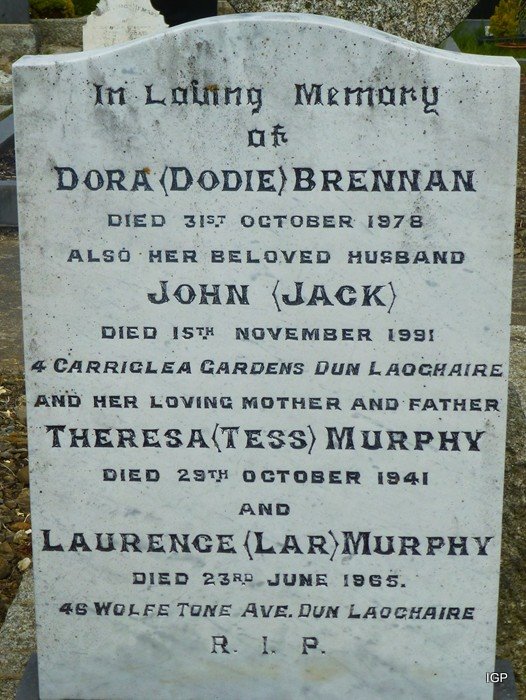 In Loving Memory
of
DORA (DODIE) BRENNAN
DIED 31ST OCTOBER 1978
ALSO HER BELOVED HUSBAND
JOHN (JACK)
DIED 15TH NOVEMBER 1991
4 CARRIGLEA GARDENS DUN LAOGHAIRE
AND HER LOVING MOTHER AND FATHER
THERESA (TESS) MURPHY
DIED 29TH OCTOBER 1941
AND
LAURENCE (LAR) MURPHY
DIED 23RD JUNE 1965.
46 WOLFE TONE AVE. DUN LAOGHAIRE
R. I. P.
IGP